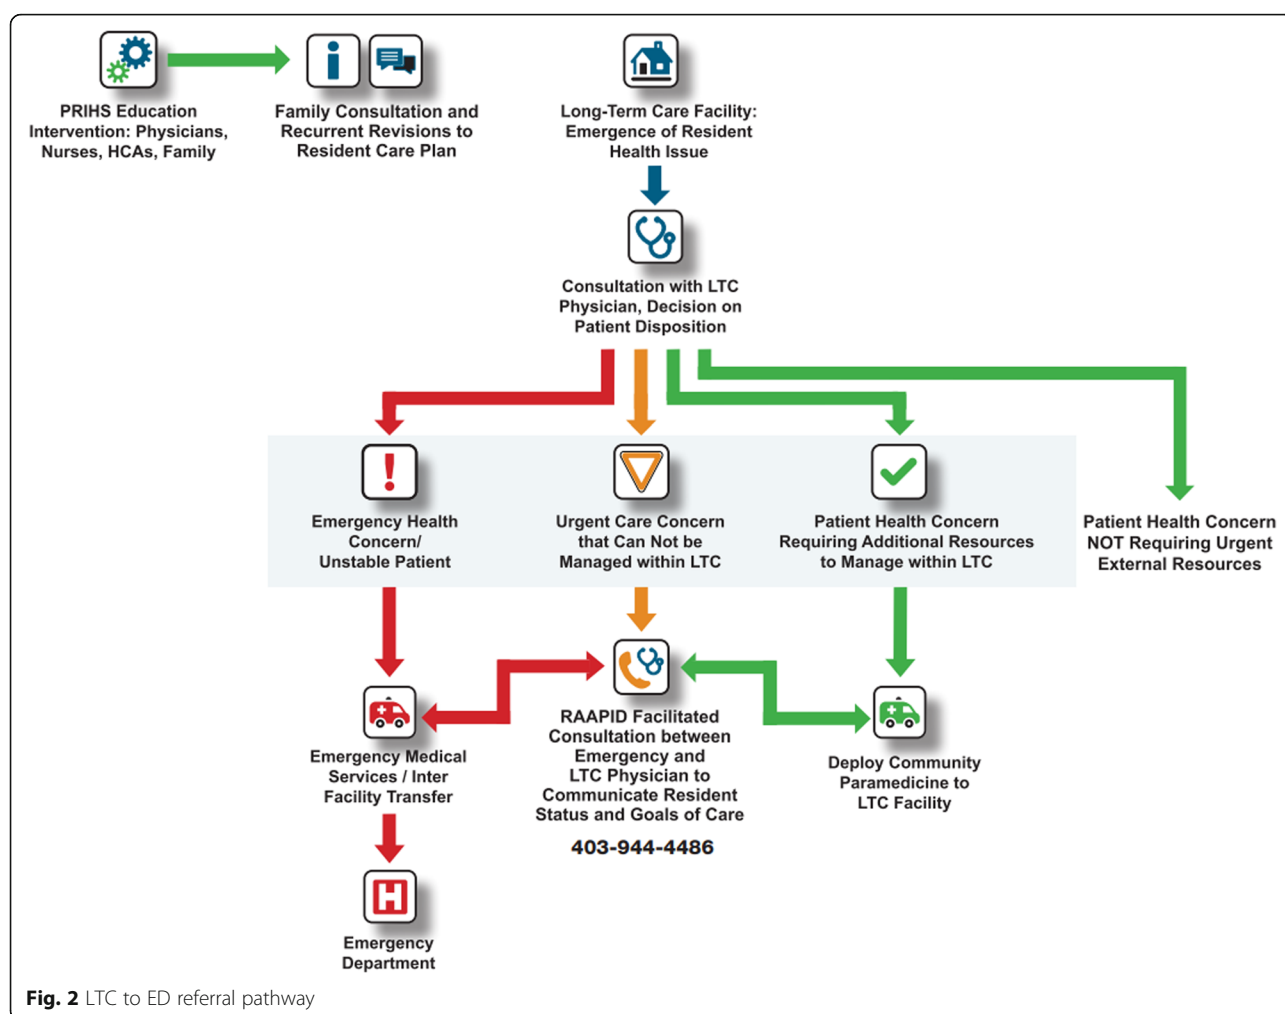 PRIHS Education
Intervention: Physicians,
Nurses, HCAs, Family
Family Consultation and
Recurrent Revisions to
Resident Care Plan
Long-Term Care Facility:
Emergence of Resident
Health Issue
Consultation with LTC
Physician, Decision on
Patient Disposition
Emergency Health
Concern/
Unstable Patient
Urgent Care Concern
that Can Not be
Managed within LTC
Patient Health Concern
Requiring Additional Resources
to Manage within LTC
Patient Health Concern
NOT Requiring Urgent
External Resources
Emergency Medical
Services / Inter
Facility Transfer
RAAPID Facilitated
Consultation between
Emergency and
LTC Physician to
Communicate Resident
Status and Goals of Care
403-944-4486
Deploy Community
Paramedicine to
LTC Facility
H
Emergency
Department
Fig. 2 LTC to ED referral pathway